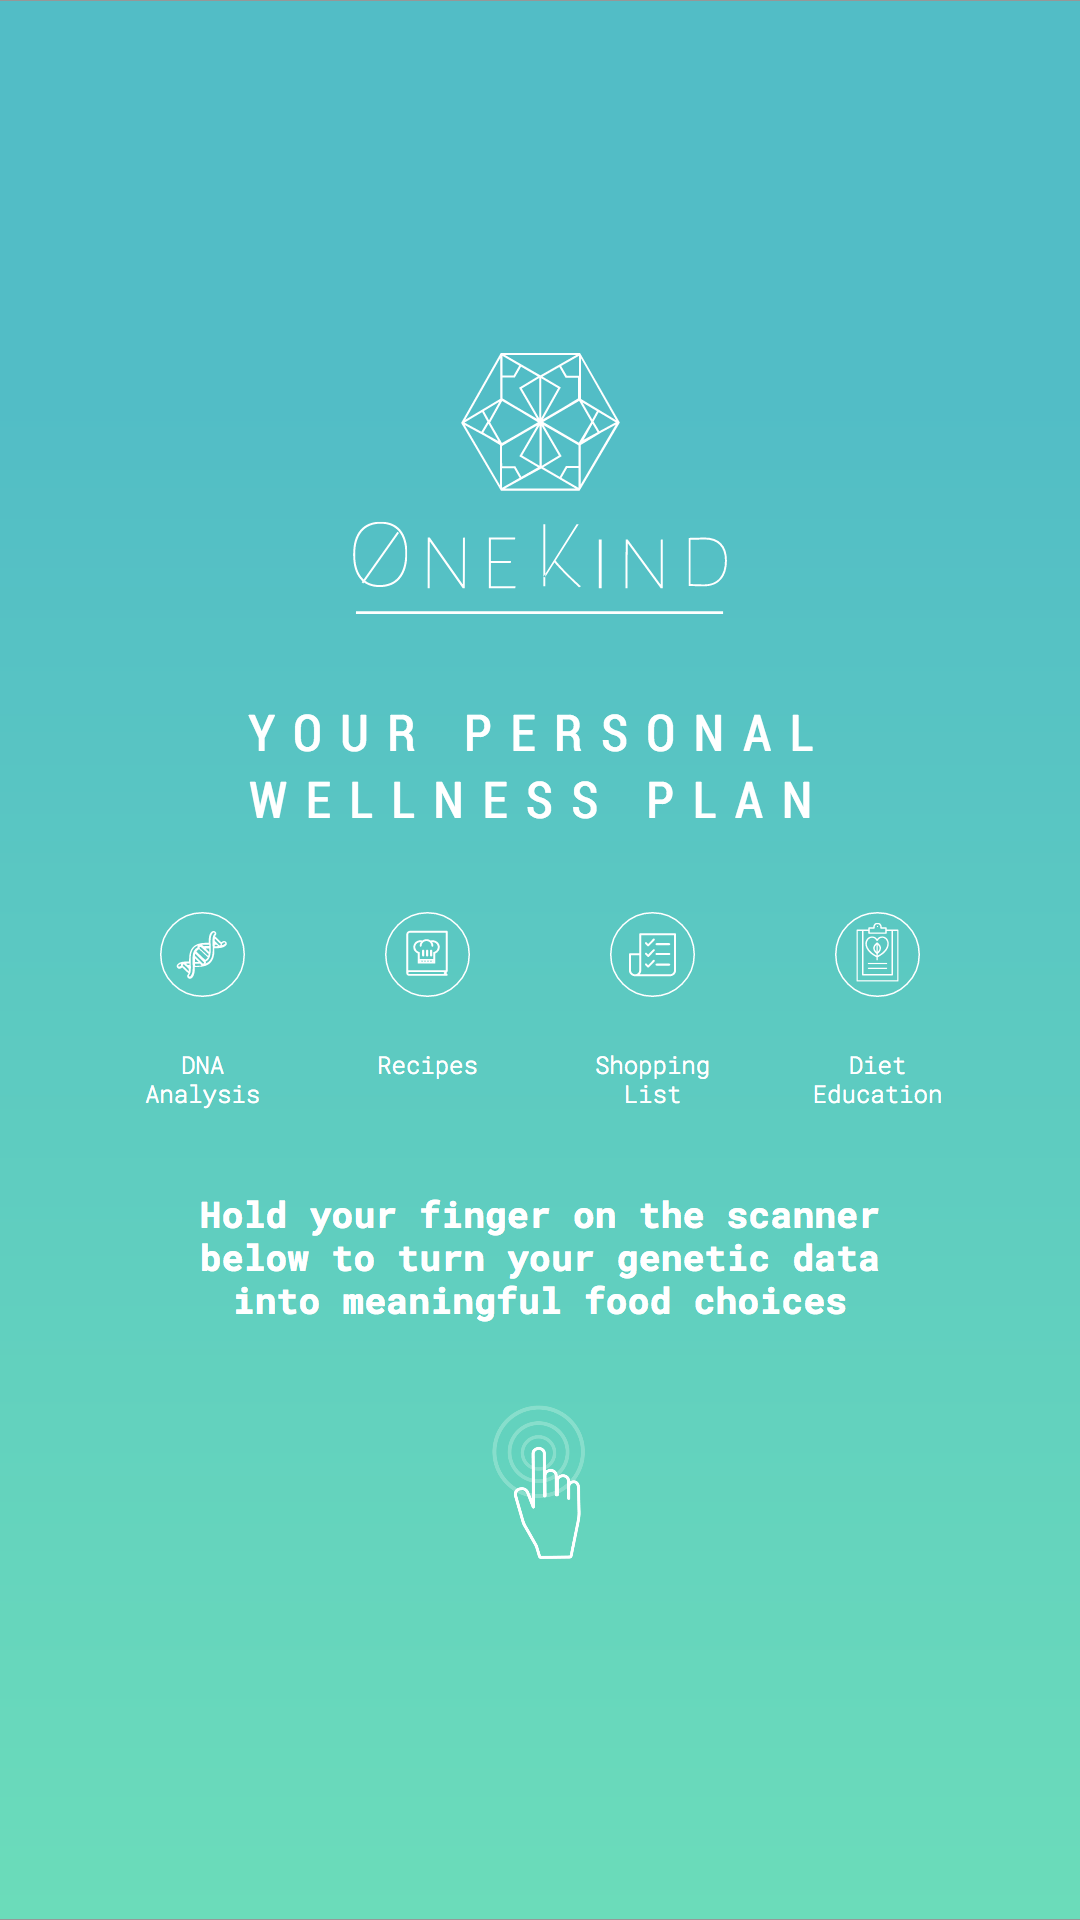 ØNEKIND
YOUR PERSONAL
WELLNESS PLAN
DNA
Analysis
Recipes
Shopping
List
Diet
Education
Hold your finger on the scanner
below to turn your genetic data
into meaningful food choices